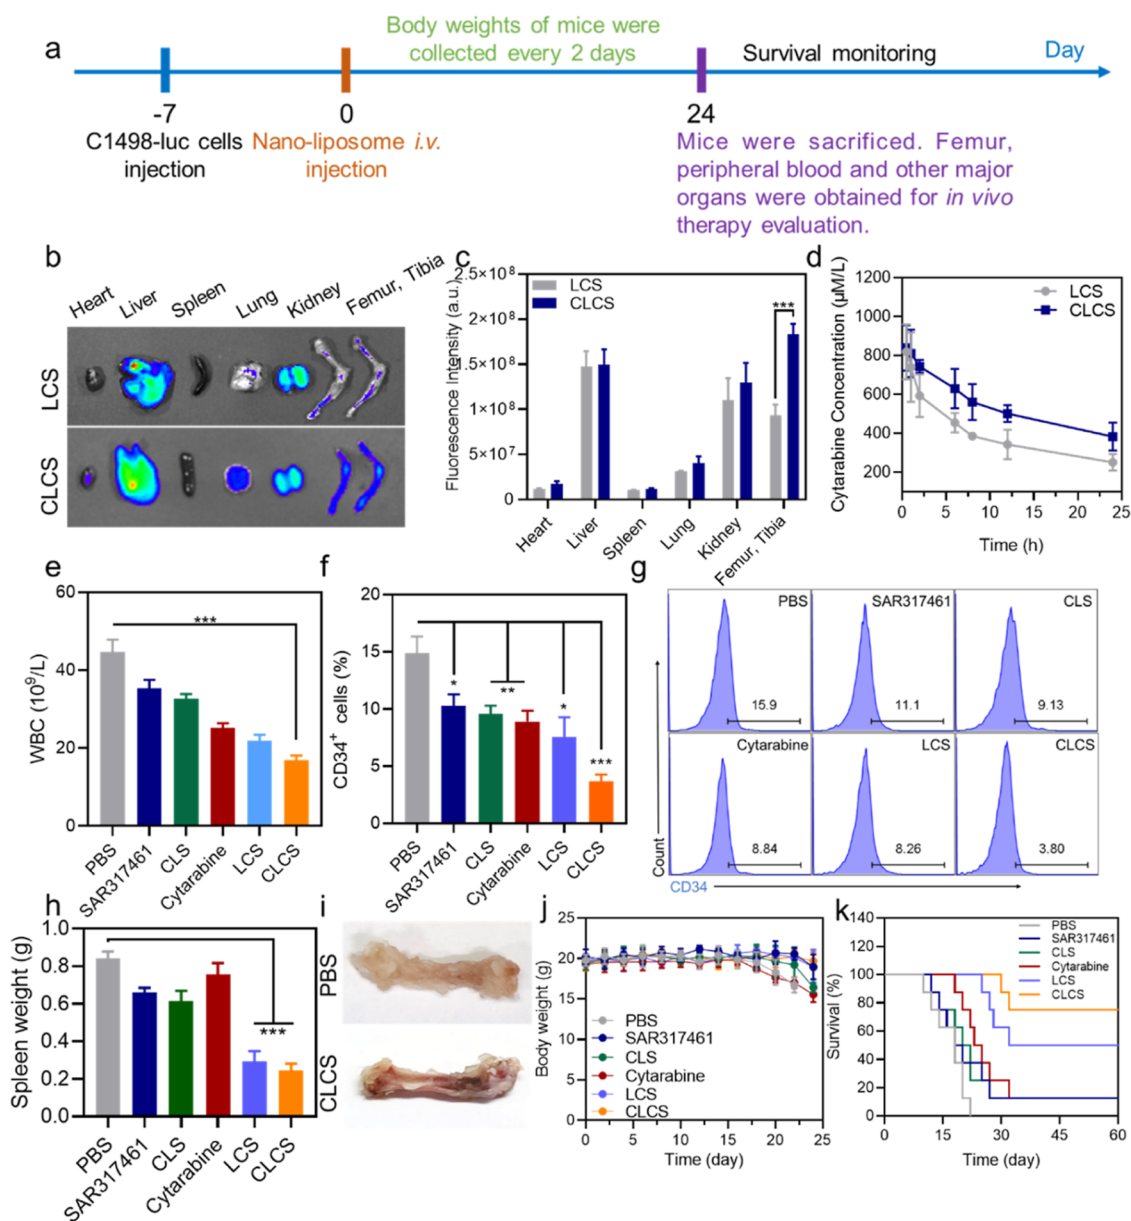 a
Body weights of mice were
collected every 2 days
Survival monitoring
Day
-7
0
24
C1498-luc cells
injection
Nano-liposome i.v.
injection
Mice were sacrificed. Femur,
peripheral blood and other major
organs were obtained for in vivo
therapy evaluation.
b
Heart
Liver
Spleen
Lung
Kidney
Femur, Tibia
LCS
CLCS
c
Fluorescence Intensity (a.u.)
2.5×10⁸
2×10⁸
1.5×10⁸
1×10⁸
5×10⁷
0
LCS
CLCS
***
Heart
Liver
Spleen
Lung
Kidney
Femur, Tibia
d
Cytarabine Concentration (μM/L)
1200
1000
800
600
400
200
LCS
CLCS
0 5 10 15 20 25
Time (h)
e
WBC (10⁹/L)
60
40
20
0
***
PBS
SAR317461
CLS
Cytarabine
LCS
CLCS
f
CD34⁺ cells (%)
20
15
10
5
0
*
**
*
***
PBS
SAR317461
CLS
Cytarabine
LCS
CLCS
g
PBS
15.9
SAR317461
11.1
CLS
9.13
Cytarabine
8.84
LCS
8.26
CLCS
3.80
Count
CD34
h
Spleen weight (g)
1.0
0.8
0.6
0.4
0.2
0.0
***
PBS
SAR317461
CLS
Cytarabine
LCS
CLCS
i
PBS
CLCS
j
Body weight (g)
25
20
15
10
5
0
PBS
SAR317461
CLS
Cytarabine
LCS
CLCS
0 5 10 15 20 25
Time (day)
k
Survival (%)
140
120
100
80
60
40
20
0
PBS
SAR317461
CLS
Cytarabine
LCS
CLCS
0 15 30 45 60
Time (day)